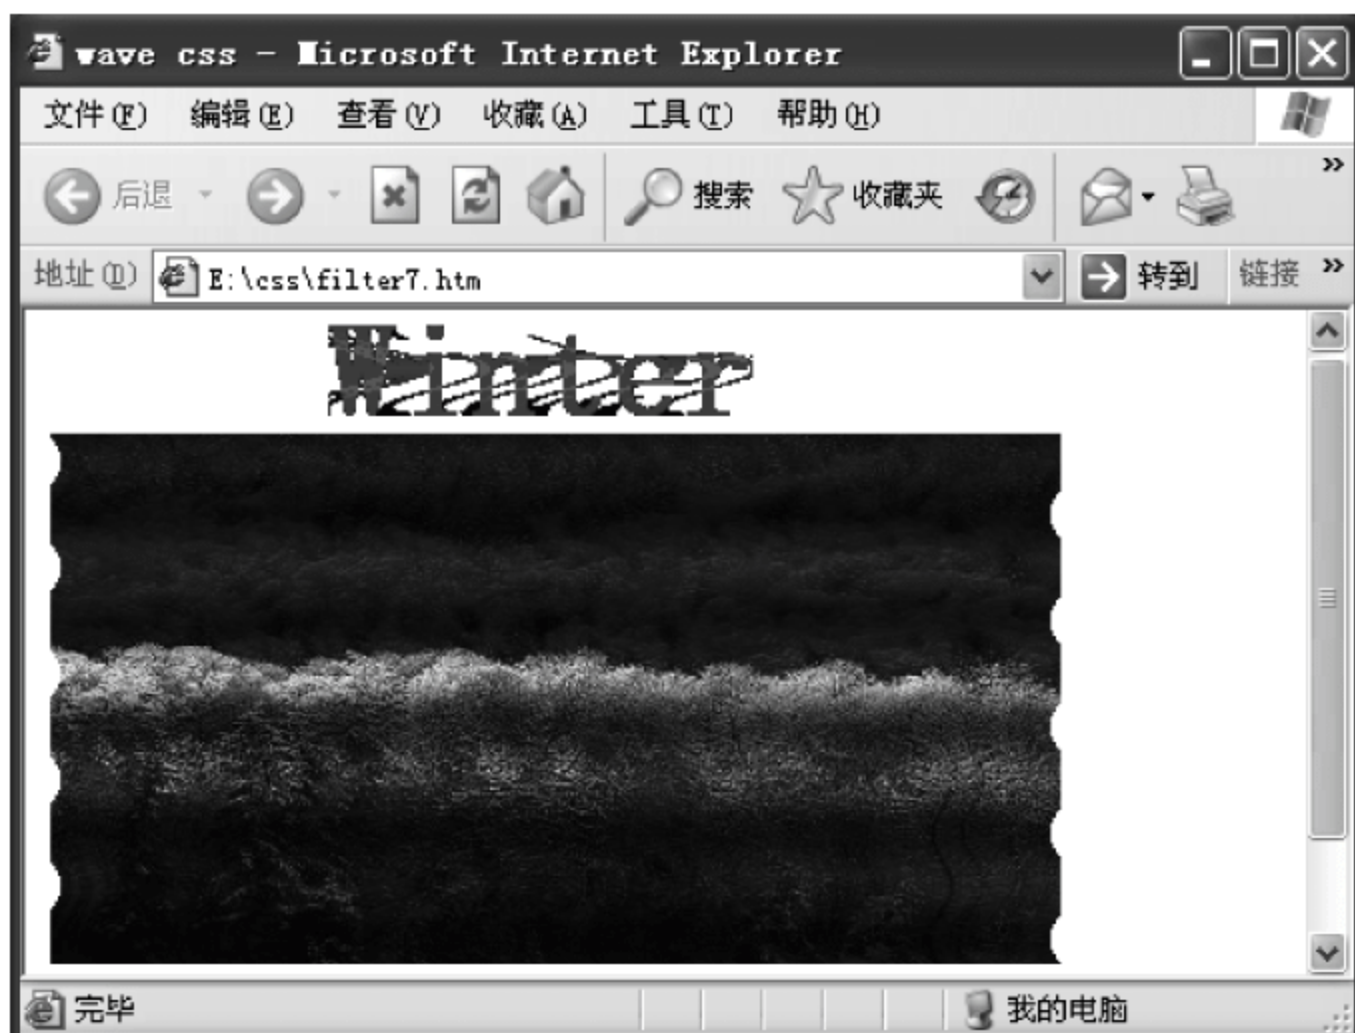 wave css - Microsoft Internet Explorer
文件(F) 编辑(E) 查看(V) 收藏(A) 工具(T) 帮助(H)
后退 搜索 收藏夹 »
地址(D) E:\css\filter7.htm 转到 链接 »
Winter
完毕 我的电脑